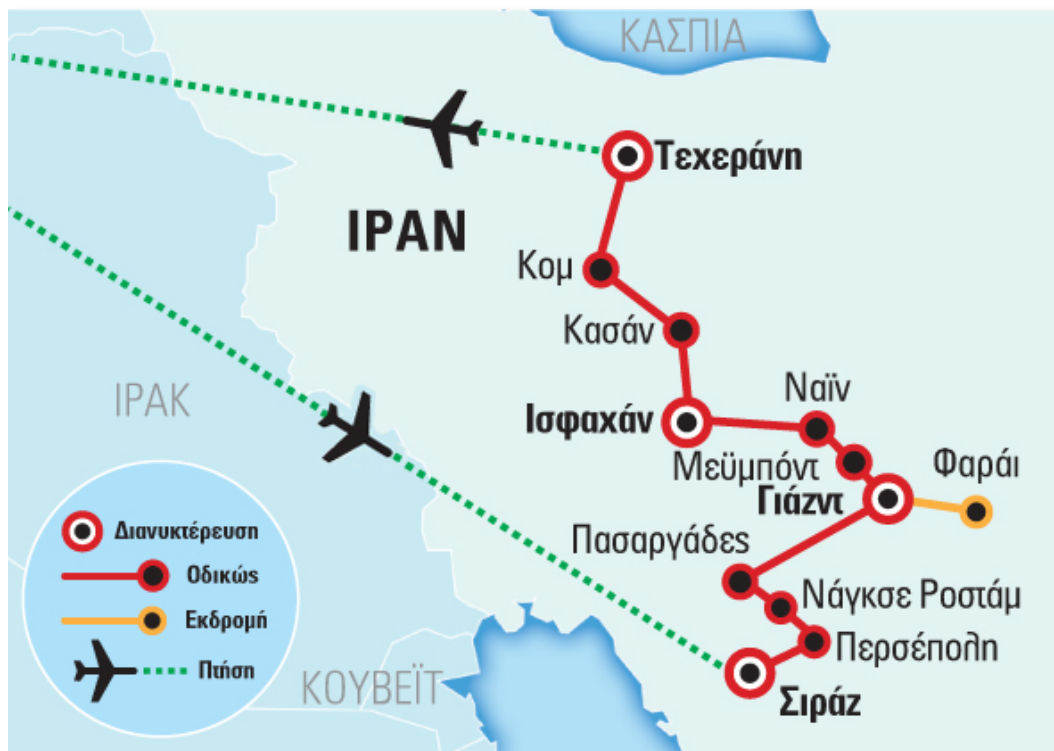 ΚΑΣΠΙΑ
Τεχεράνη
ΙΡΑΝ
Κομ
Κασάν
Ναϊν
ΙΡΑΚ
Ισφαχάν
Μεϋμπόντ
Φαράι
Γιάζντ
Διανυκτέρευση
Πασαργάδες
Οδικώς
Νάγκσε Ροστάμ
Εκδρομή
Περσέπολη
Πτήση
ΚΟΥΒΕΪΤ
Σιράζ